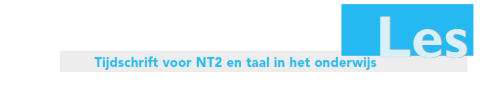 Les
Tijdschrift voor NT2 en taal in het onderwijs